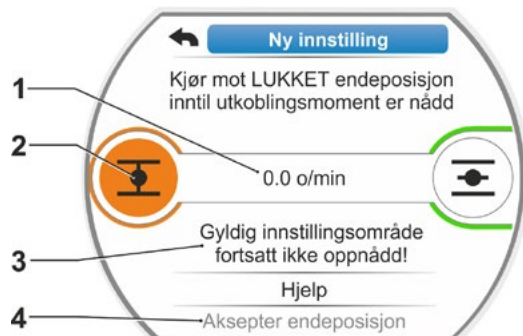 Ny innstilling
Kjør mot LUKKET endeposisjon
inntil utkoblingsmoment er nådd
1
2
0.0 o/min
3
Gyldig innstillingsområde
fortsatt ikke oppnådd!
Hjelp
4
Aksepter endeposisjon